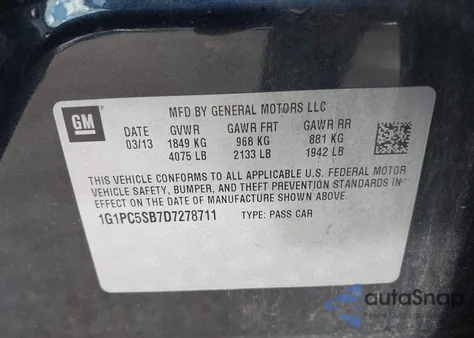 GM
MFD BY GENERAL MOTORS LLC
DATE GVWR GAWR FRT GAWR RR
03/13 1849 KG 968 KG 881 KG
4075 LB 2133 LB 1942 LB
THIS VEHICLE CONFORMS TO ALL APPLICABLE U.S. FEDERAL MOTOR
VEHICLE SAFETY, BUMPER, AND THEFT PREVENTION STANDARDS IN
EFFECT ON THE DATE OF MANUFACTURE SHOWN ABOVE.
1G1PC5SB7D7278711 TYPE: PASS CAR
autoSnap